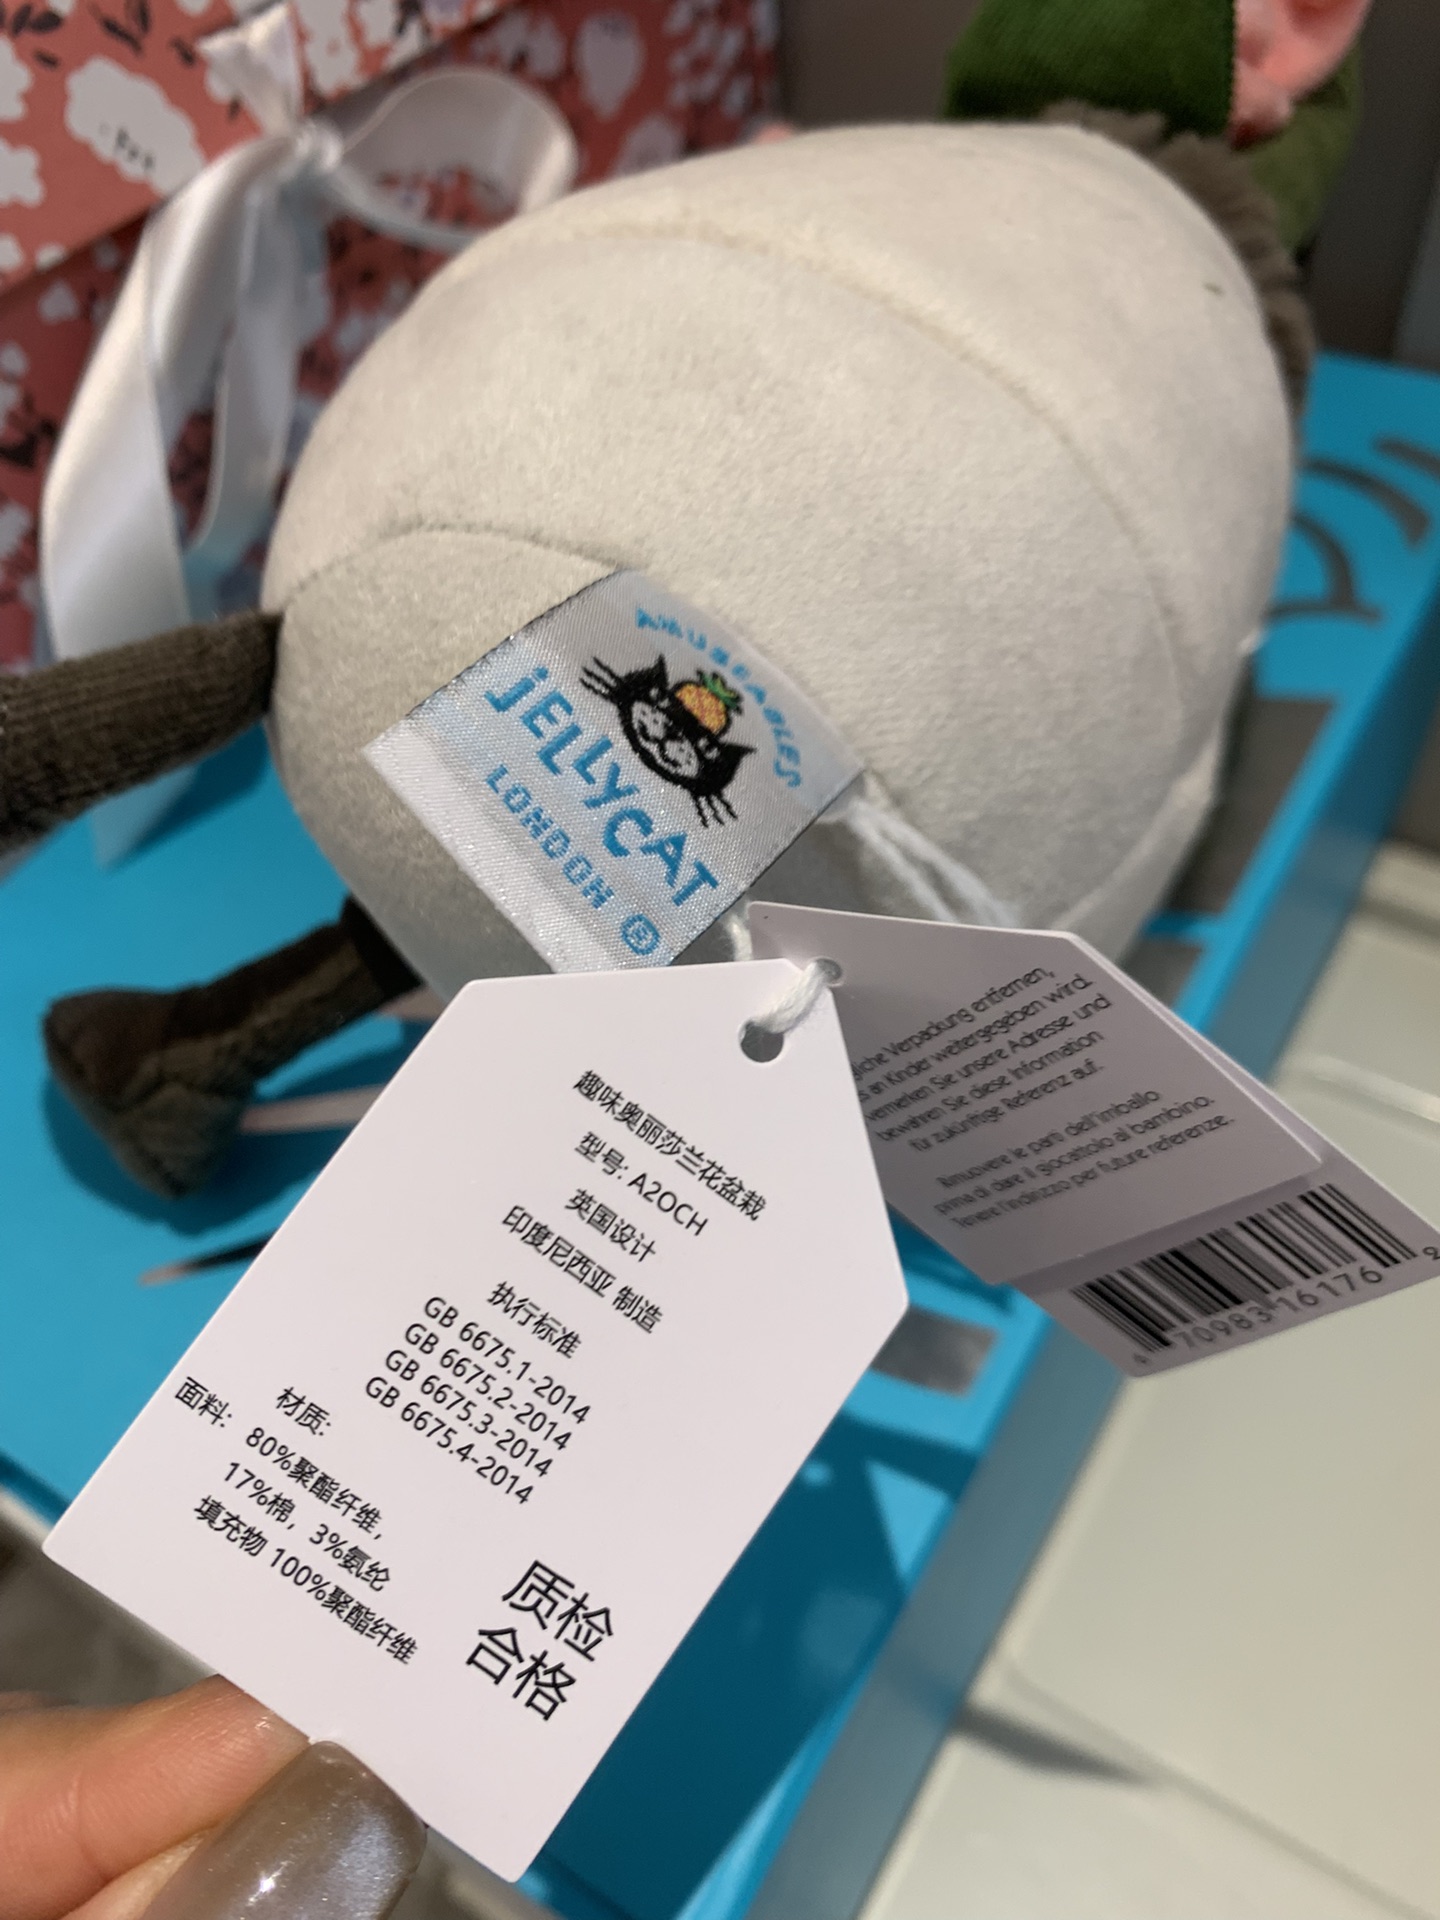 AMUSEABLES
JELLYCAT
LONDON
®
趣味奥丽莎兰花盆栽
型号: A2OCH
英国设计
印度尼西亚 制造
执行标准
GB 6675.1-2014
GB 6675.2-2014
GB 6675.3-2014
GB 6675.4-2014
材质:
面料: 80%聚酯纤维,
17%棉, 3%氨纶
填充物 100%聚酯纤维
质检
合格
Verpackung entfernen,
an Kinder weitergegeben wird.
vermerken Sie unsere Adresse und
bewahren Sie diese Information
für zukünftige Referenz auf.
Rimuovere le parti dell'imballo
prima di dare il giocattolo al bambino.
Tenere l'indirizzo per future referenze.
70983 16176 9